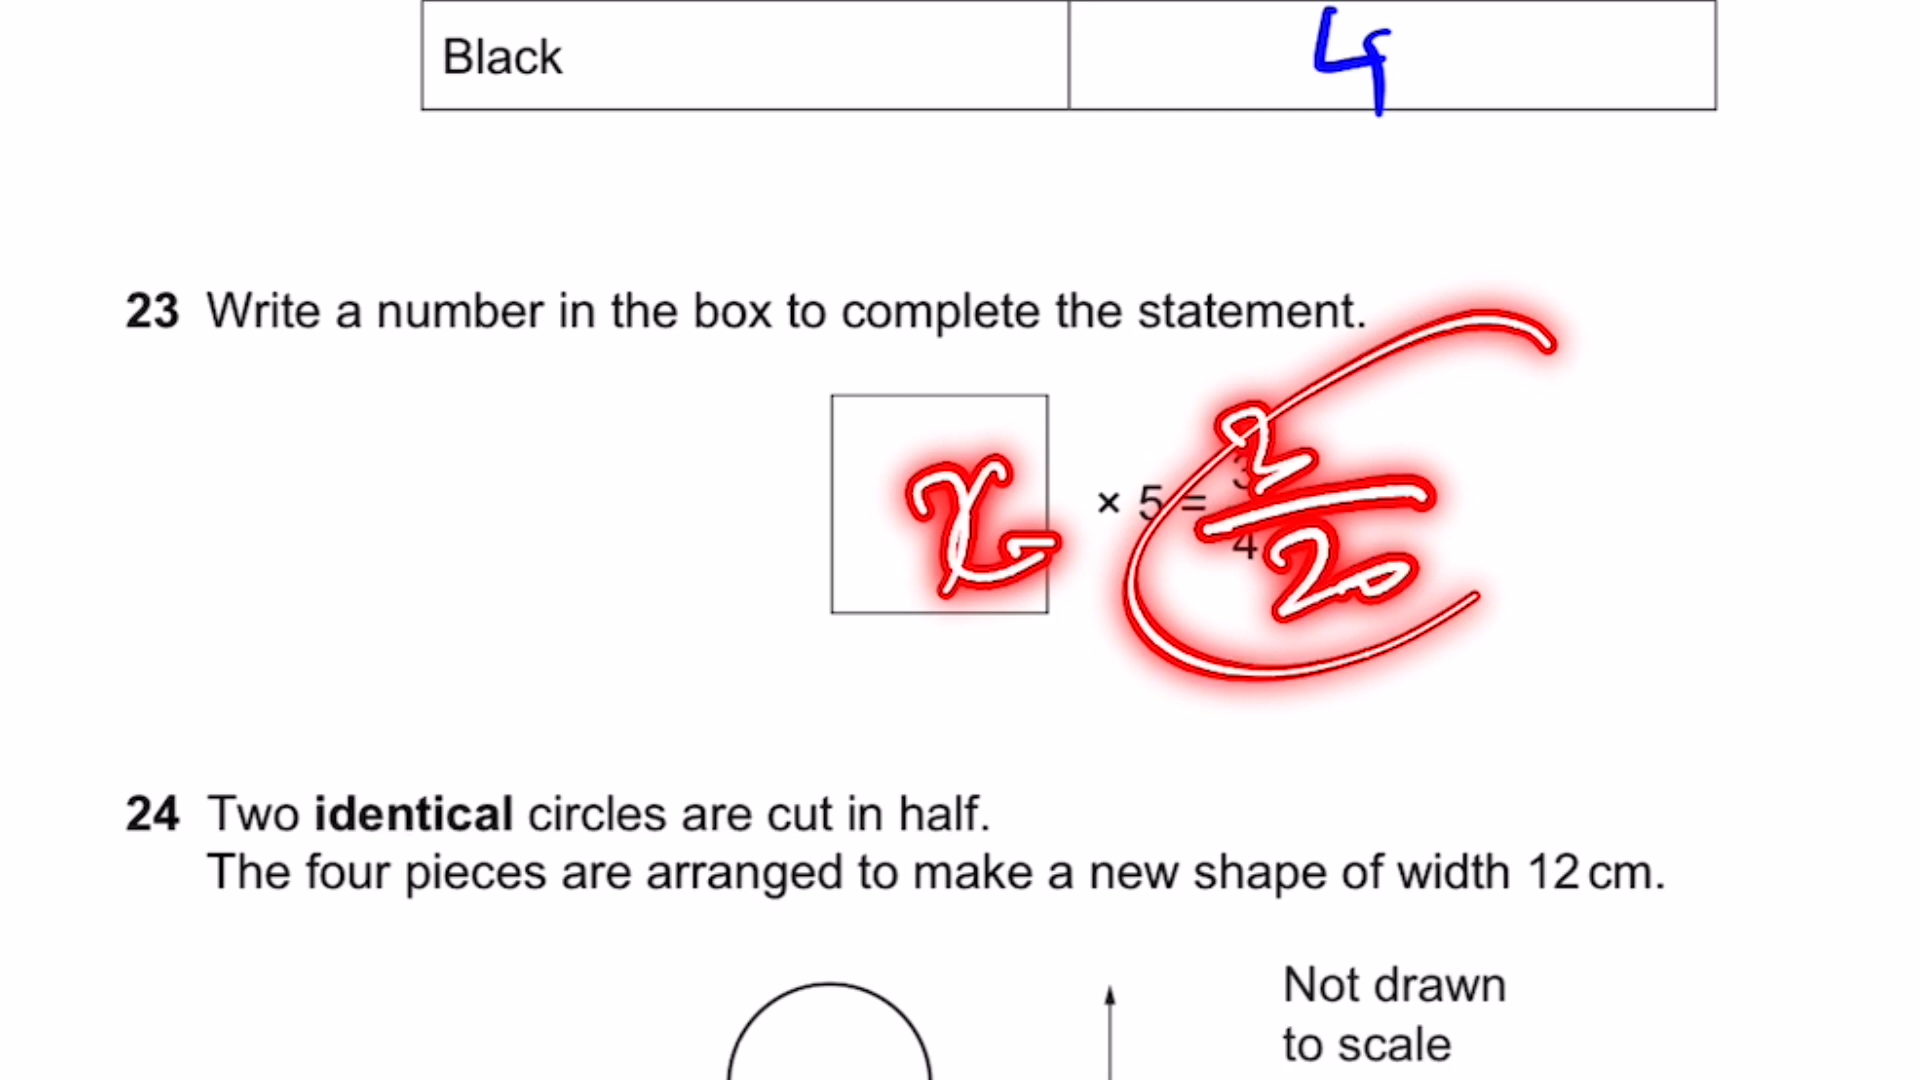 Black 4
23 Write a number in the box to complete the statement.
x × 5 = 3/4
3/20
24 Two identical circles are cut in half.
The four pieces are arranged to make a new shape of width 12 cm.
Not drawn
to scale